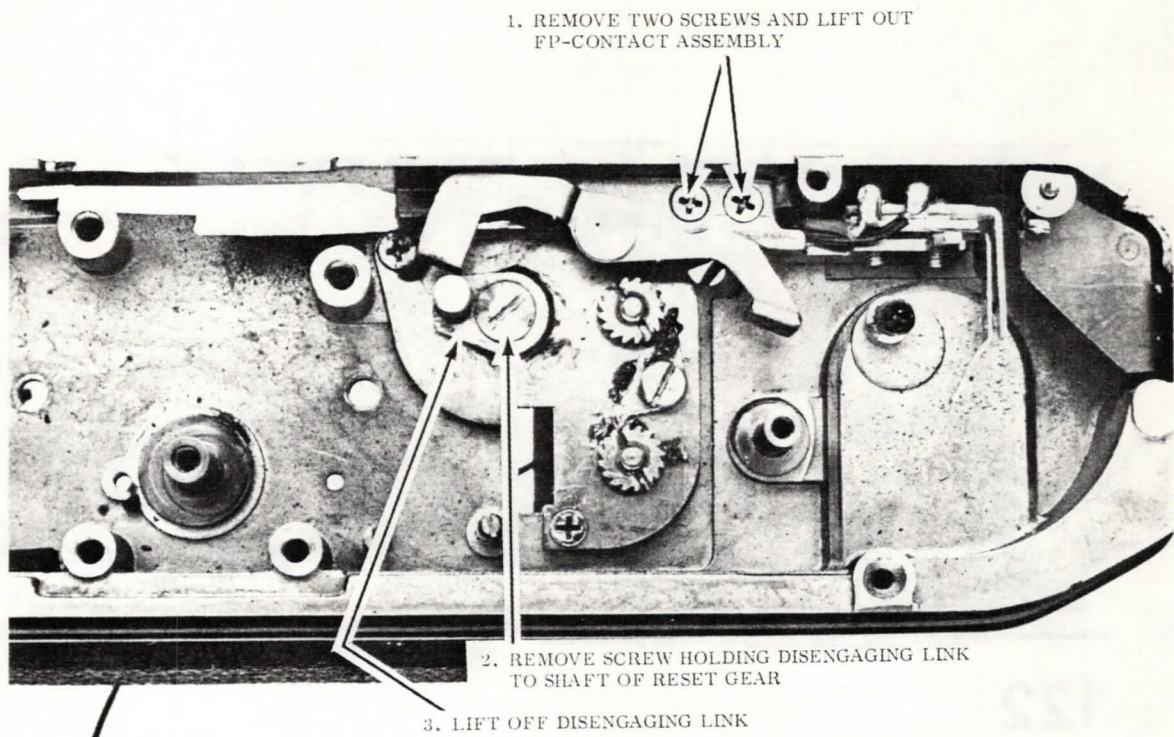 1. REMOVE TWO SCREWS AND LIFT OUT
FP-CONTACT ASSEMBLY
2. REMOVE SCREW HOLDING DISENGAGING LINK
TO SHAFT OF RESET GEAR
3. LIFT OFF DISENGAGING LINK
122